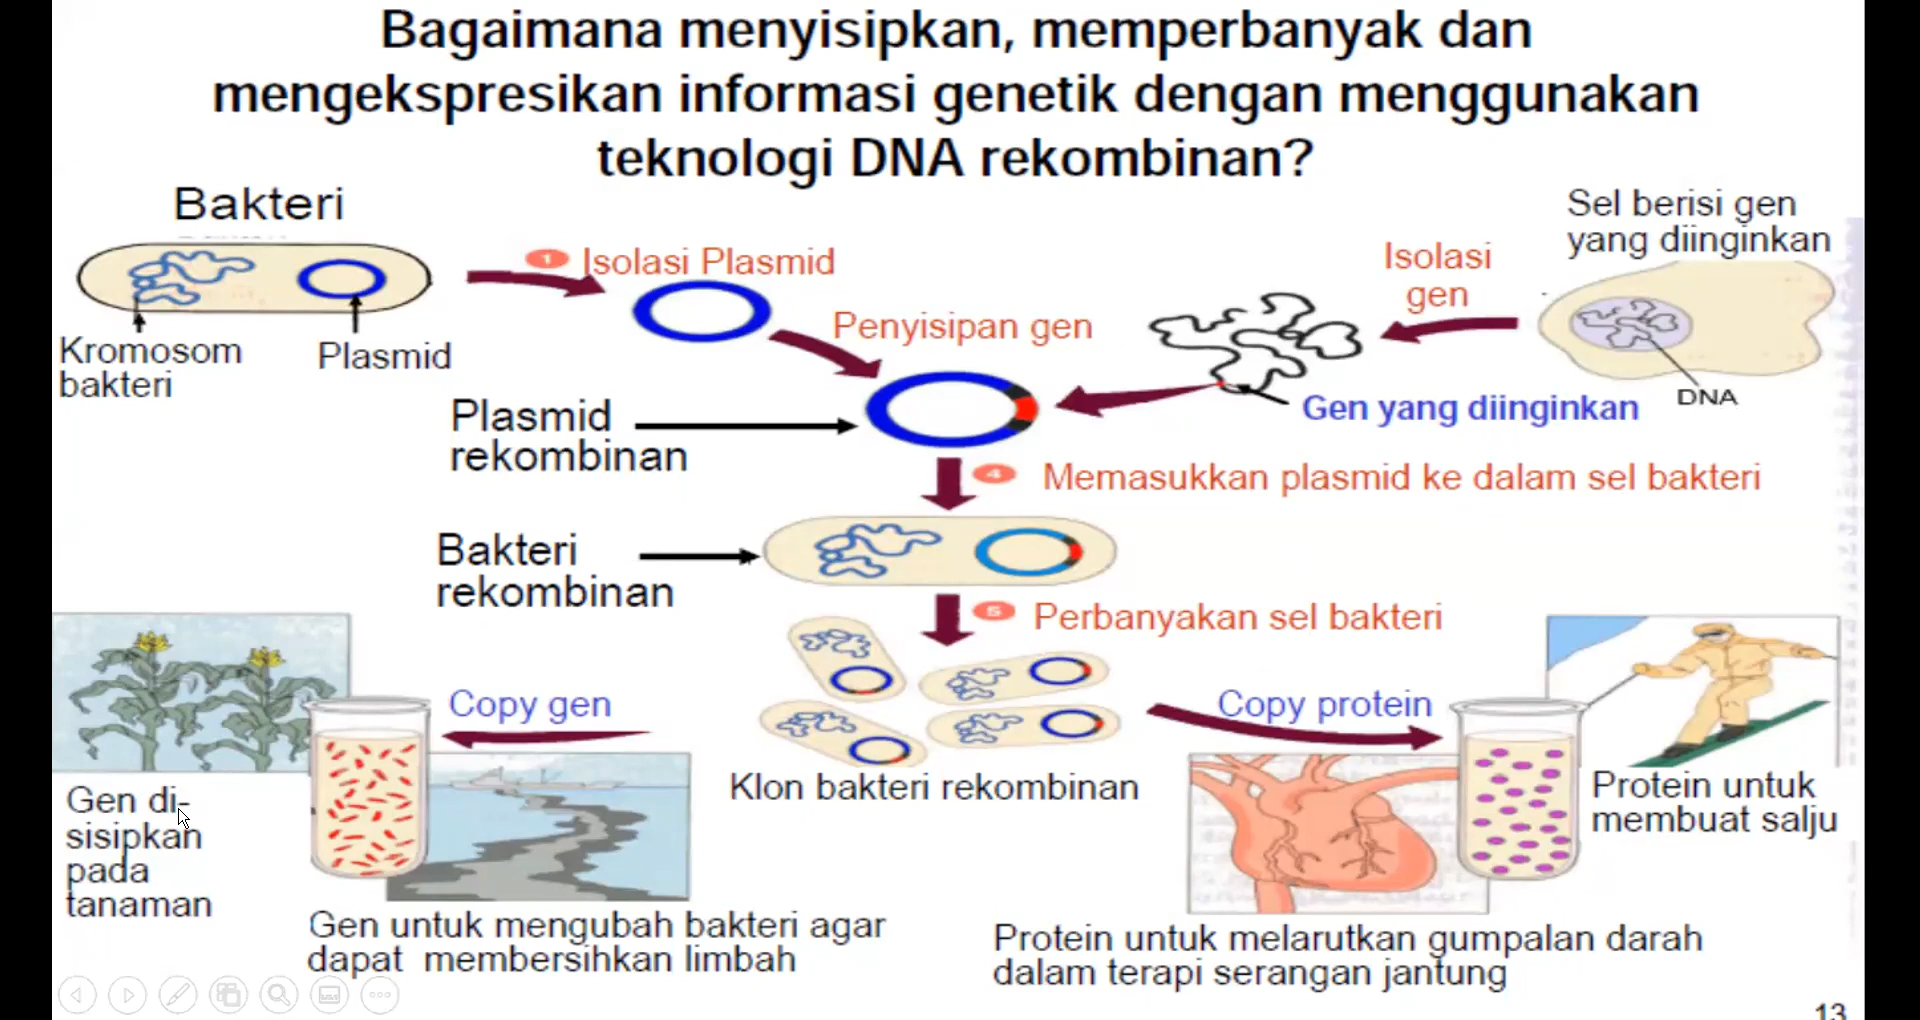 Bagaimana menyisipkan, memperbanyak dan
mengekspresikan informasi genetik dengan menggunakan
teknologi DNA rekombinan?
Bakteri
Sel berisi gen
yang diinginkan
1 Isolasi Plasmid
Isolasi
gen
Penyisipan gen
Kromosom
bakteri
Plasmid
DNA
Gen yang diinginkan
Plasmid
rekombinan
4 Memasukkan plasmid ke dalam sel bakteri
Bakteri
rekombinan
5 Perbanyakan sel bakteri
Copy gen
Copy protein
Klon bakteri rekombinan
Gen di-
sisipkan
pada
tanaman
Protein untuk
membuat salju
Gen untuk mengubah bakteri agar
dapat membersihkan limbah
Protein untuk melarutkan gumpalan darah
dalam terapi serangan jantung
13